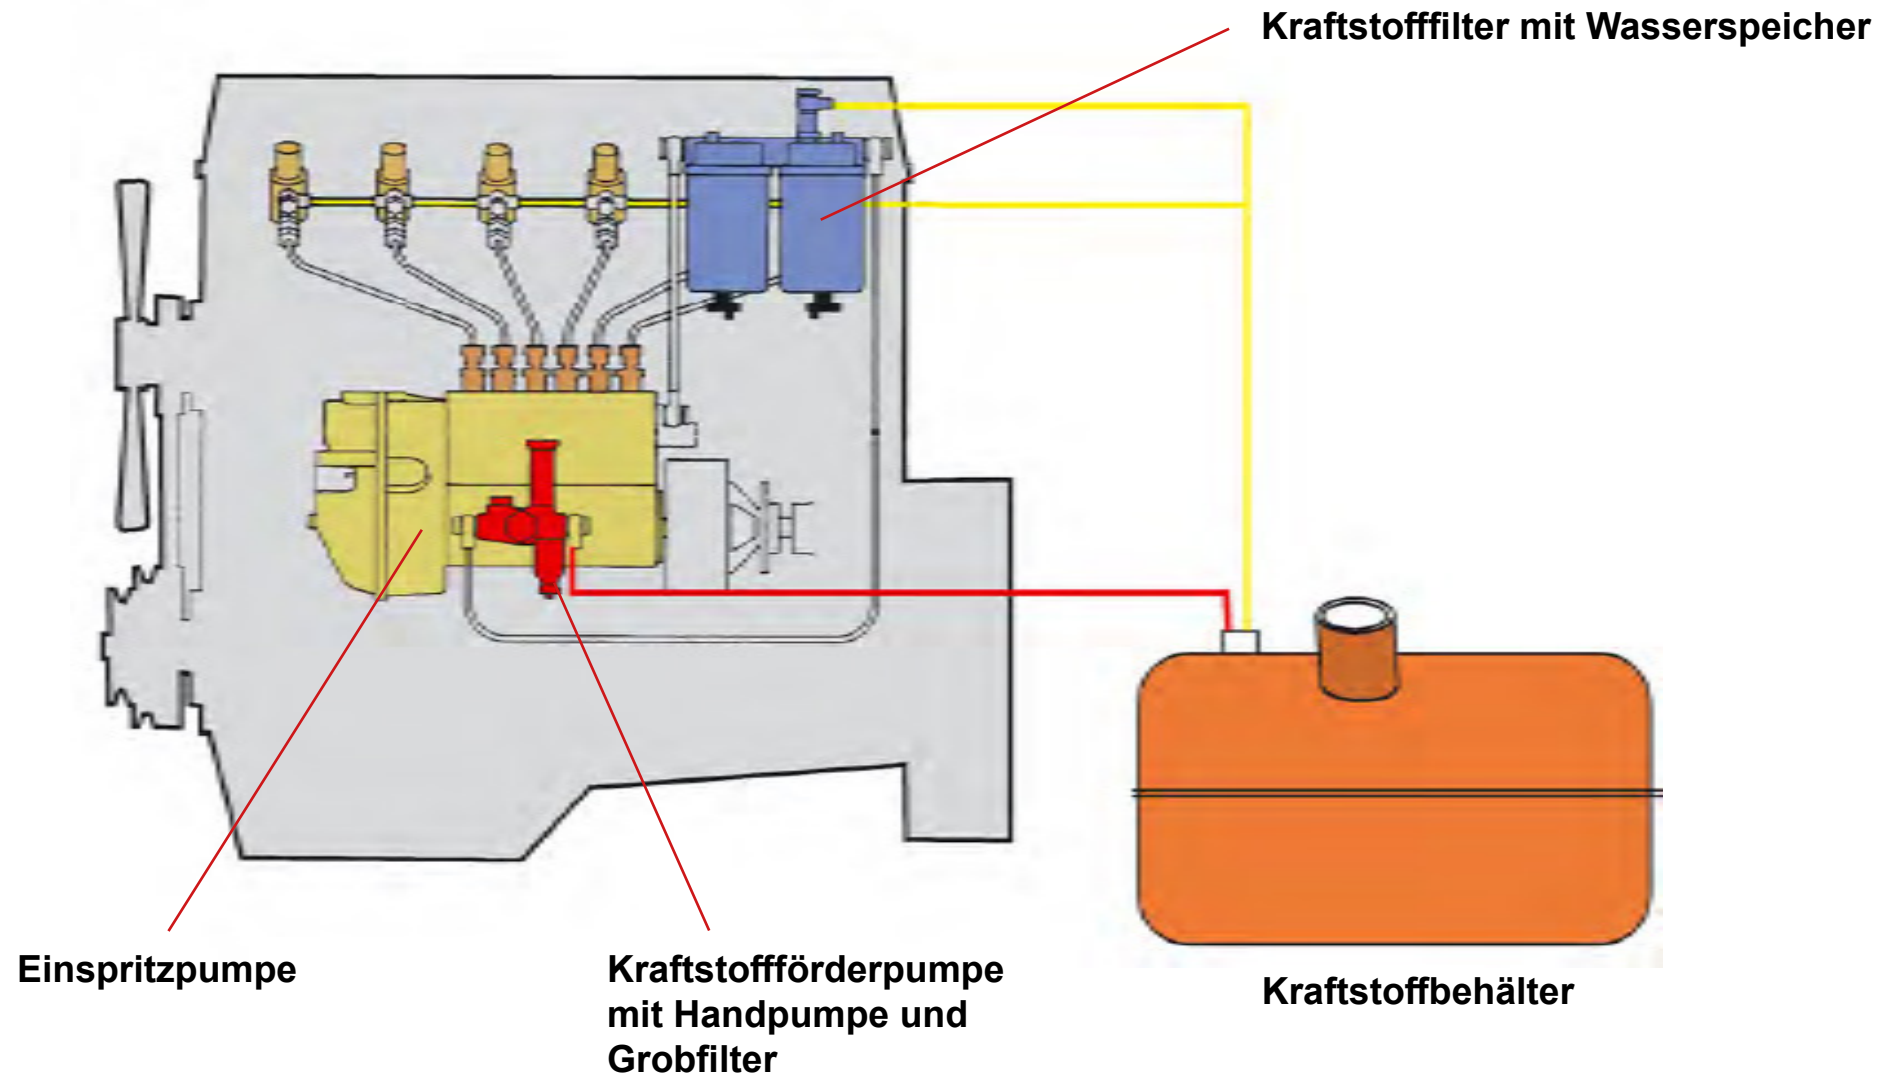 Kraftstofffilter mit Wasserspeicher
Einspritzpumpe
Kraftstoffförderpumpe
mit Handpumpe und
Grobfilter
Kraftstoffbehälter